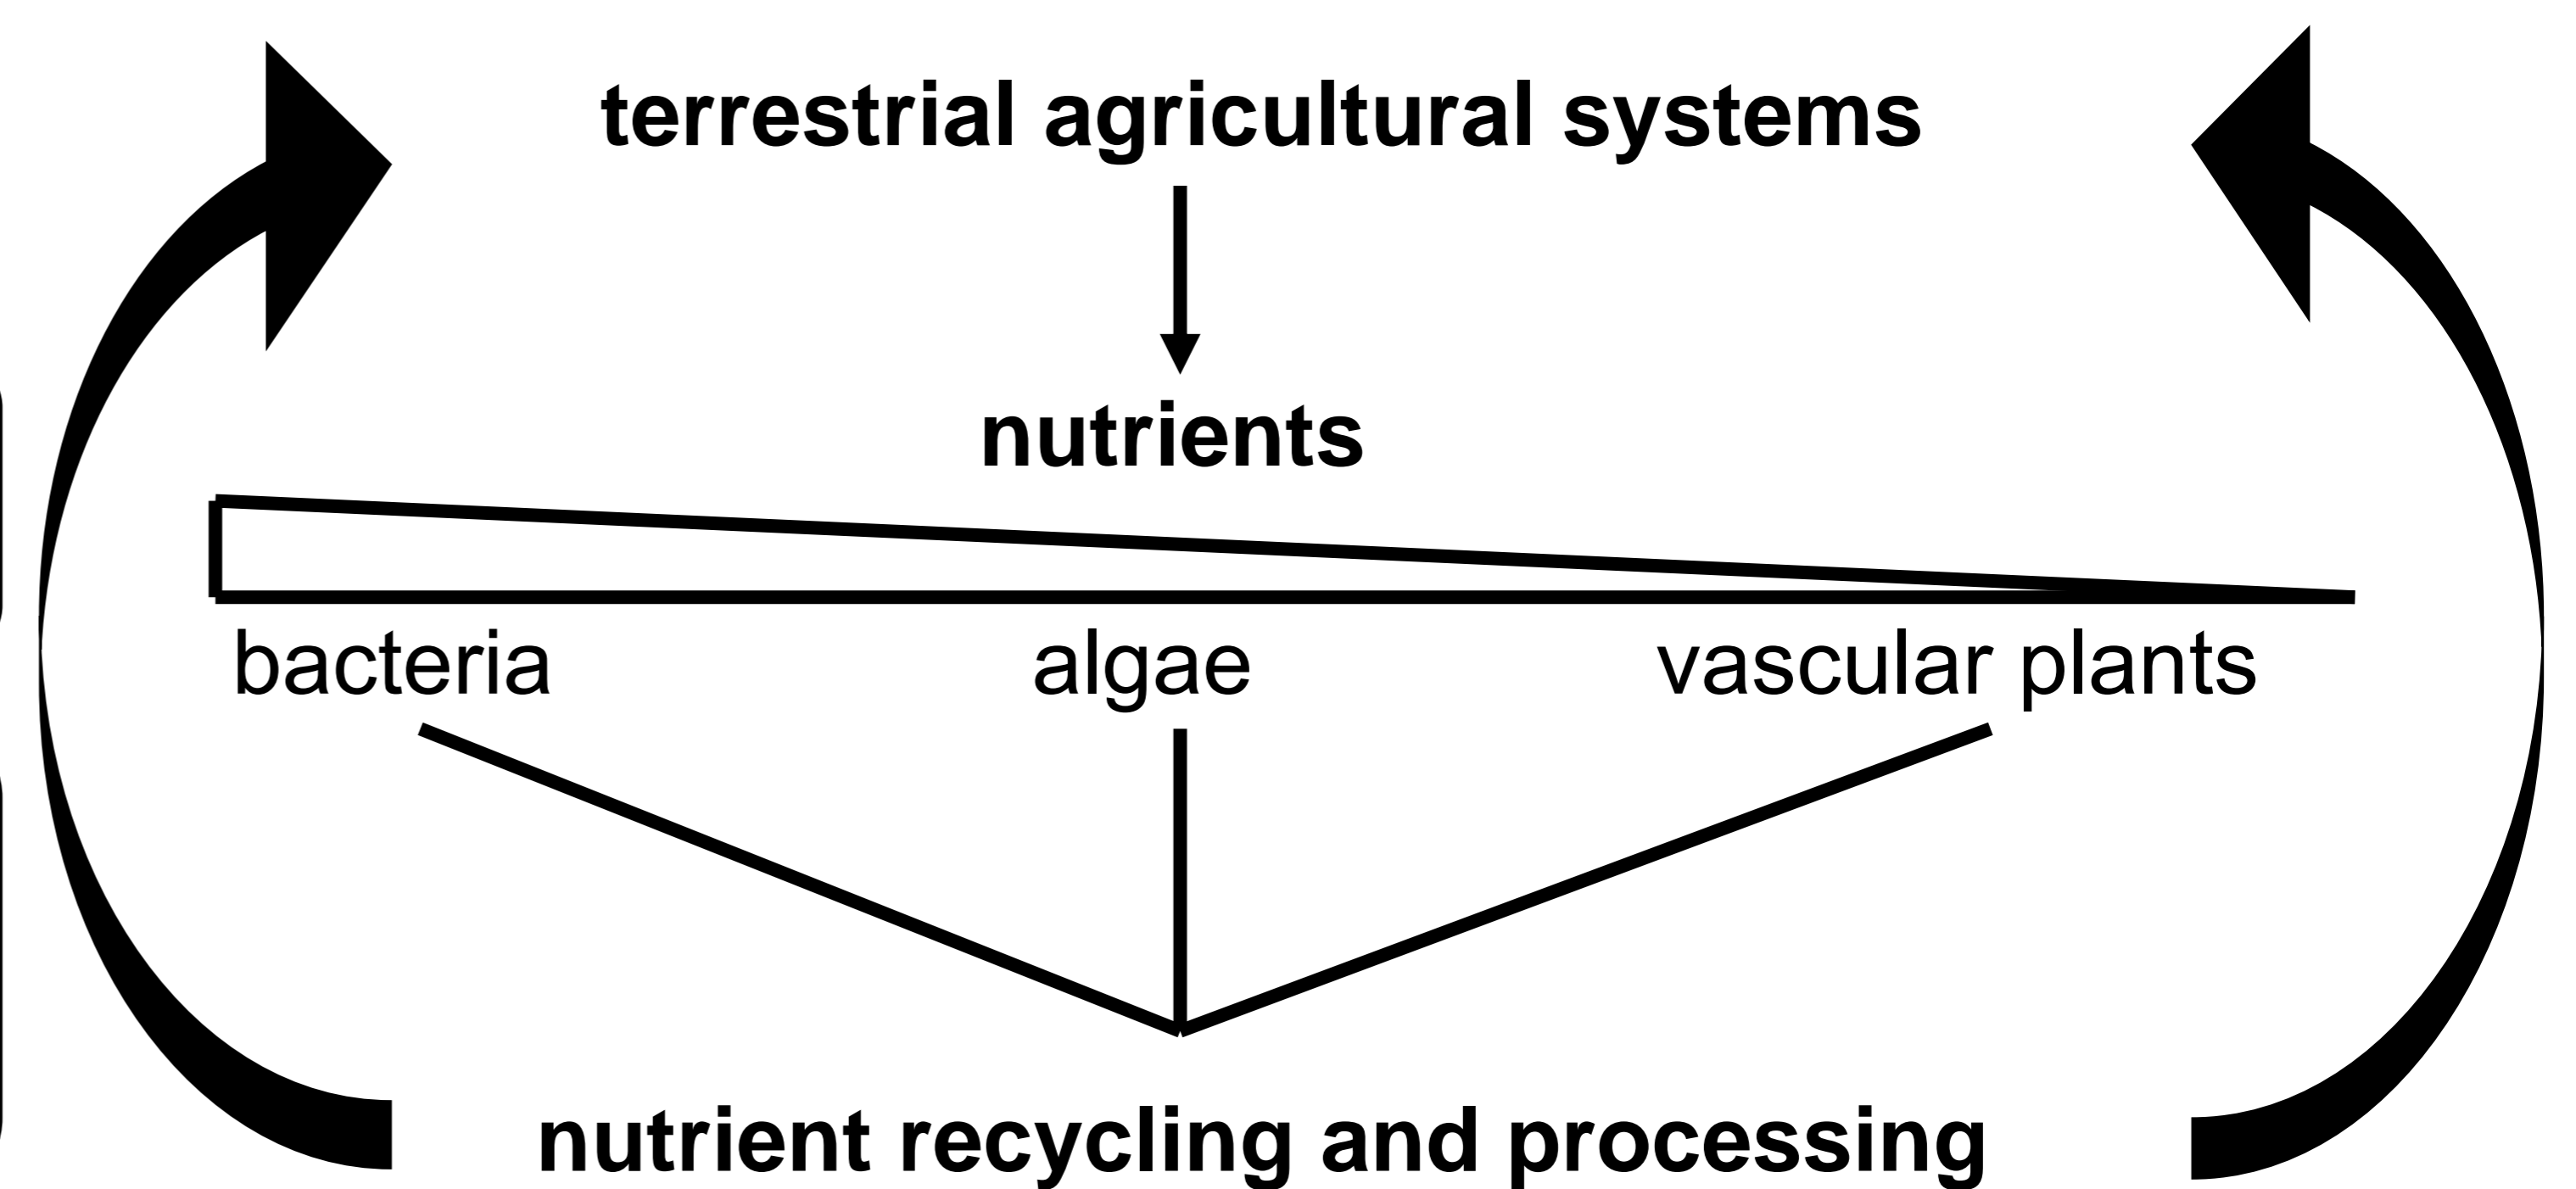 terrestrial agricultural systems
nutrients
bacteria algae vascular plants
nutrient recycling and processing